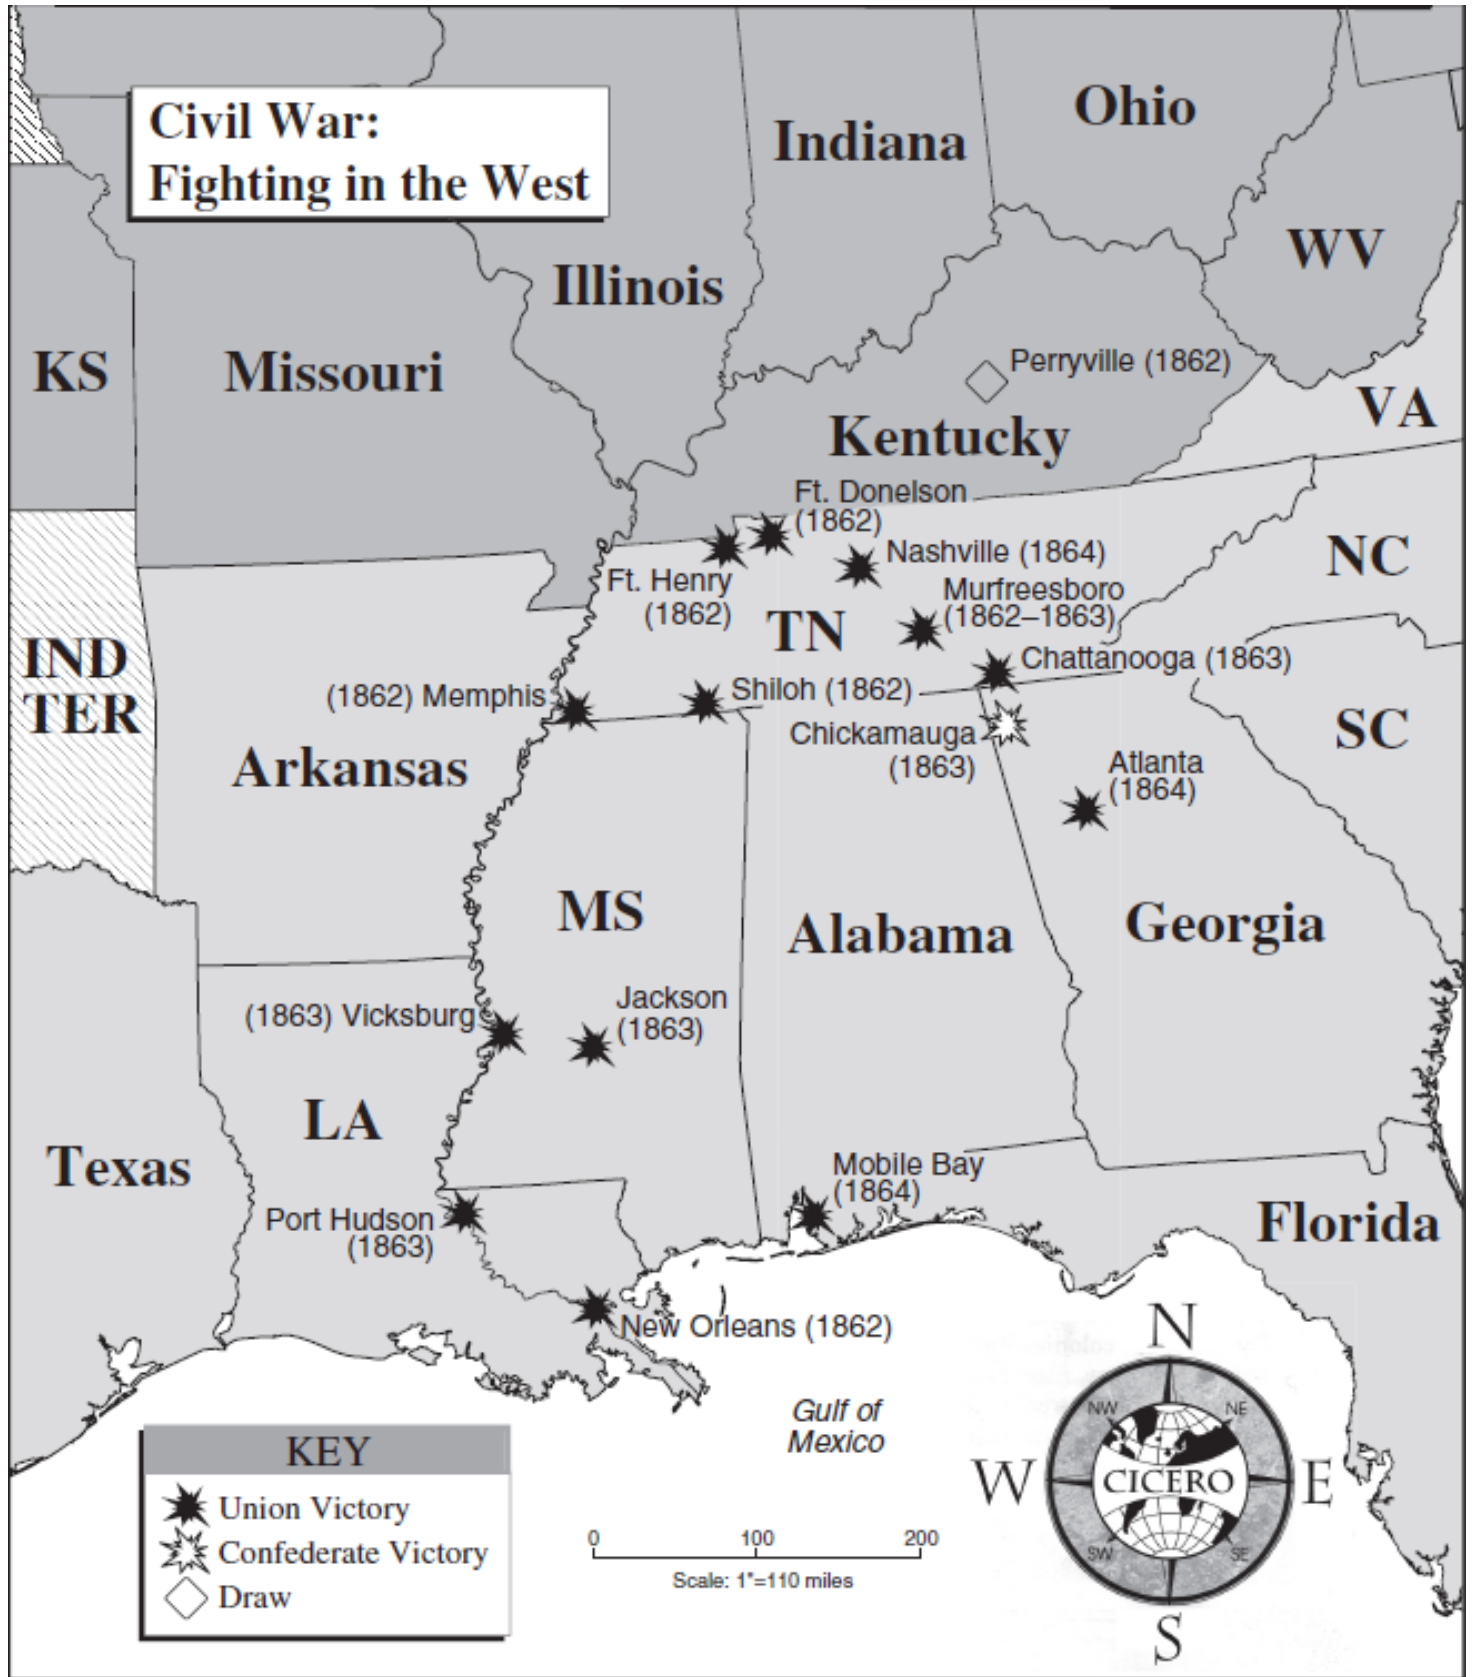 Civil War:
Fighting in the West
Ohio
Indiana
WV
Illinois
KS
Missouri
Perryville (1862)
VA
Kentucky
Ft. Donelson
(1862)
Nashville (1864)
NC
Ft. Henry
(1862)
Murfreesboro
(1862–1863)
TN
IND
TER
Chattanooga (1863)
(1862) Memphis
Shiloh (1862)
Chickamauga
(1863)
SC
Arkansas
Atlanta
(1864)
MS
Alabama
Georgia
(1863) Vicksburg
Jackson
(1863)
LA
Texas
Mobile Bay
(1864)
Port Hudson
(1863)
Florida
New Orleans (1862)
Gulf of
Mexico
N
NW
NE
W
CICERO
E
SW
SE
S
KEY
Union Victory
Confederate Victory
Draw
0 100 200
Scale: 1"=110 miles